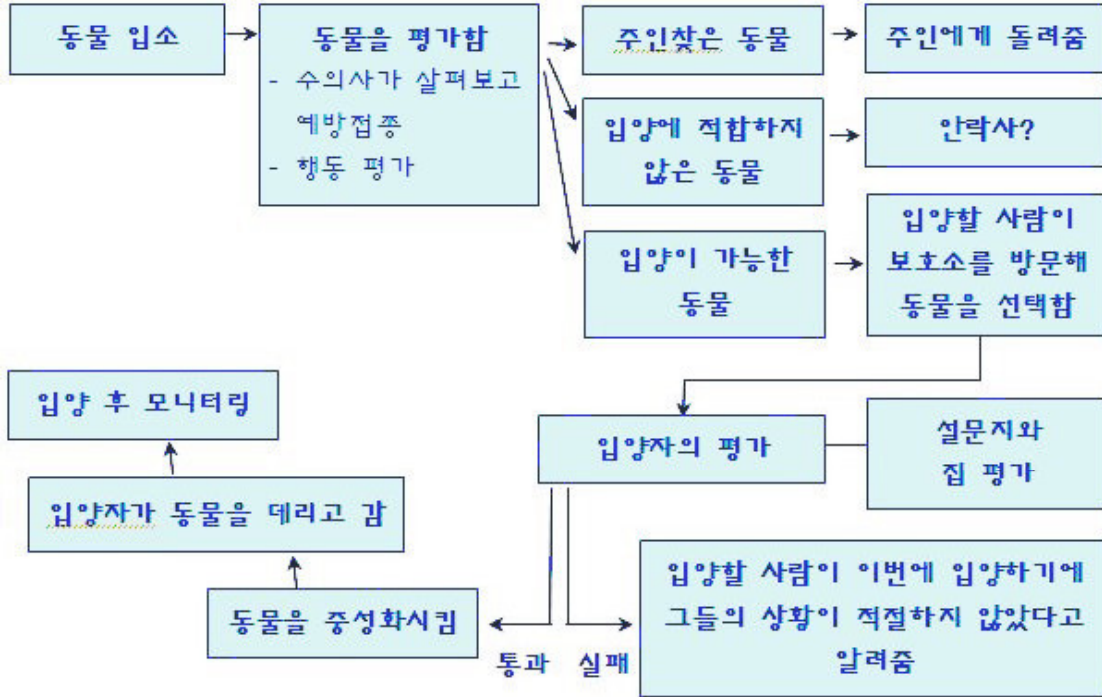 동물 입소
동물을 평가함
- 수의사가 살펴보고
예방접종
- 행동 평가
주인찾은 동물
주인에게 돌려줌
입양에 적합하지
않은 동물
안락사?
입양이 가능한
동물
입양할 사람이
보호소를 방문해
동물을 선택함
입양자의 평가
설문지와
집 평가
통과
실패
입양할 사람이 이번에 입양하기에
그들의 상황이 적절하지 않았다고
알려줌
동물을 중성화시킴
입양자가 동물을 데리고 감
입양 후 모니터링